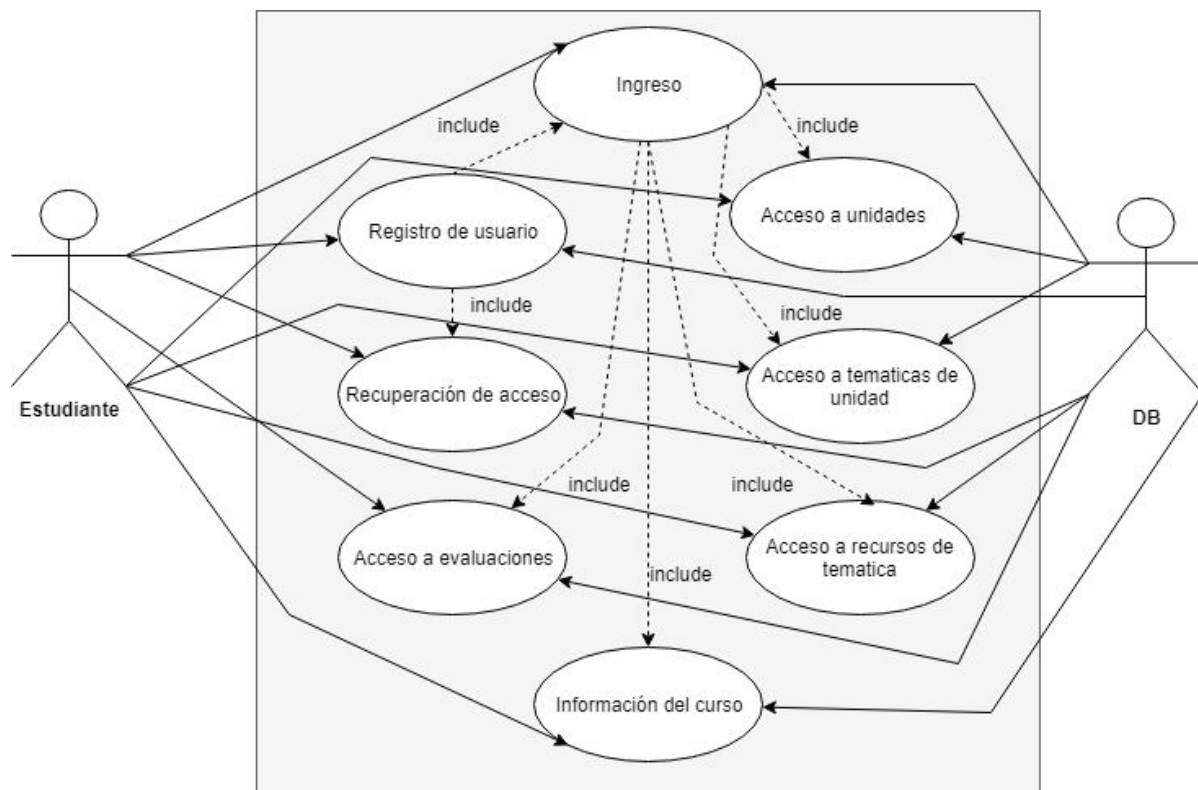 Ingreso
include
include
Acceso a unidades
Registro de usuario
include
include
Estudiante
Recuperación de acceso
Acceso a tematicas de
unidad
DB
include
include
Acceso a evaluaciones
Acceso a recursos de
tematica
include
Información del curso